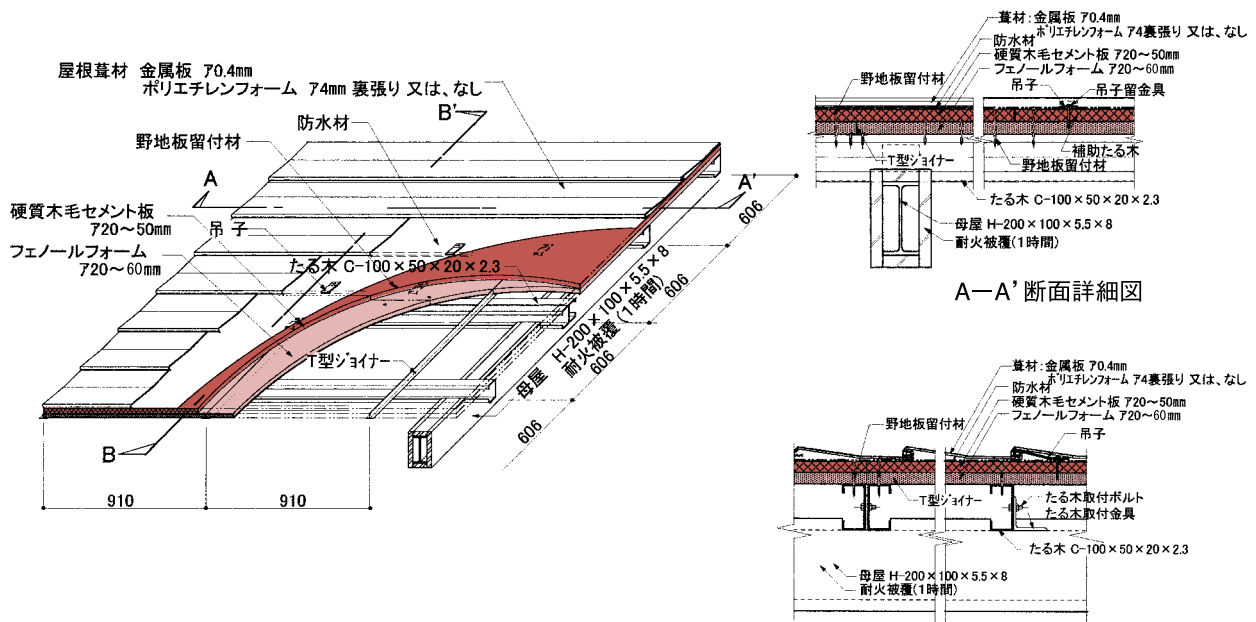 屋根葺材 金属板 ア0.4mm
ポリエチレンフォーム ア4mm 裏張り 又は、なし
B'
防水材
野地板留付材
A
A'
硬質木毛セメント板
ア20～50mm
吊子
フェノールフォーム
ア20～60mm
たる木 C-100×50×20×2.3
T型ジョイナー
母屋 H-200×100×5.5×8
耐火被覆(1時間)
606
606
606
606
B
910
910
葺材:金属板 ア0.4mm
ポリエチレンフォーム ア4裏張り 又は、なし
防水材
硬質木毛セメント板 ア20～50mm
フェノールフォーム ア20～60mm
野地板留付材
吊子
吊子留金具
補助たる木
T型ジョイナー
野地板留付材
たる木 C-100×50×20×2.3
母屋 H-200×100×5.5×8
耐火被覆(1時間)
A－A' 断面詳細図
葺材:金属板 ア0.4mm
ポリエチレンフォーム ア4裏張り 又は、なし
防水材
硬質木毛セメント板 ア20～50mm
フェノールフォーム ア20～60mm
野地板留付材
吊子
T型ジョイナー
たる木取付ボルト
たる木取付金具
たる木 C-100×50×20×2.3
母屋 H-200×100×5.5×8
耐火被覆(1時間)